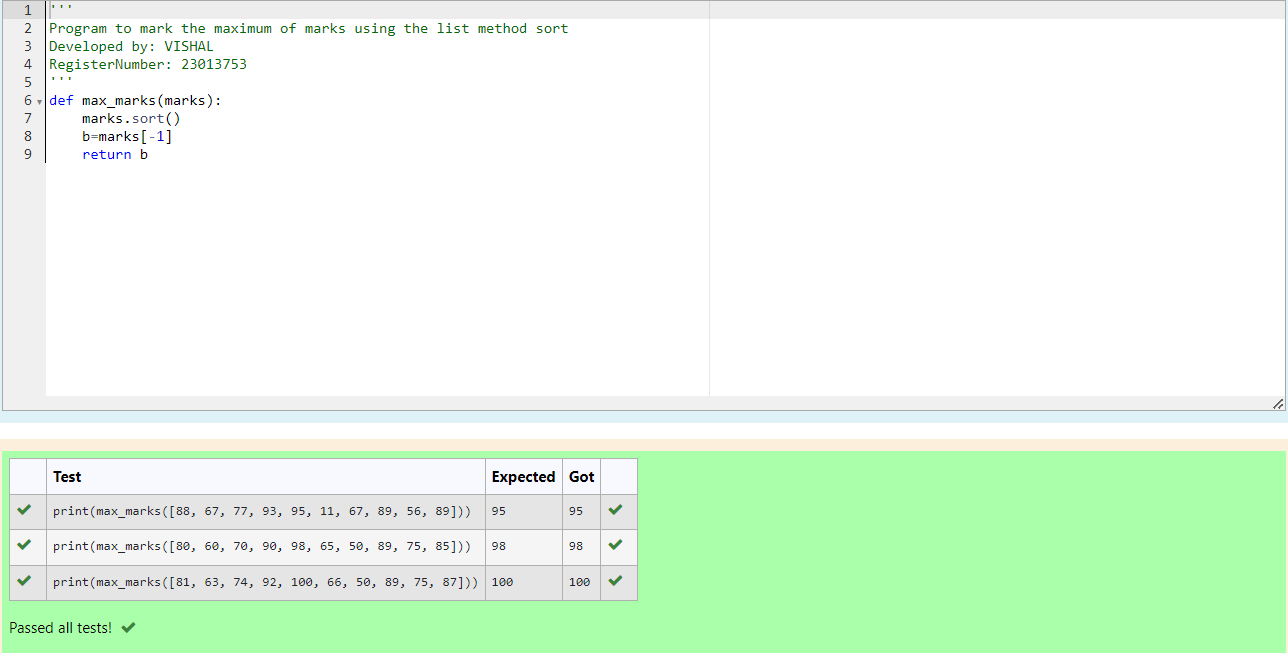 1 '''
2 Program to mark the maximum of marks using the list method sort
3 Developed by: VISHAL
4 RegisterNumber: 23013753
5 '''
6 def max_marks(marks):
7     marks.sort()
8     b=marks[-1]
9     return b
Test Expected Got
print(max_marks([88, 67, 77, 93, 95, 11, 67, 89, 56, 89])) 95 95
print(max_marks([80, 60, 70, 90, 98, 65, 50, 89, 75, 85])) 98 98
print(max_marks([81, 63, 74, 92, 100, 66, 50, 89, 75, 87])) 100 100
Passed all tests!